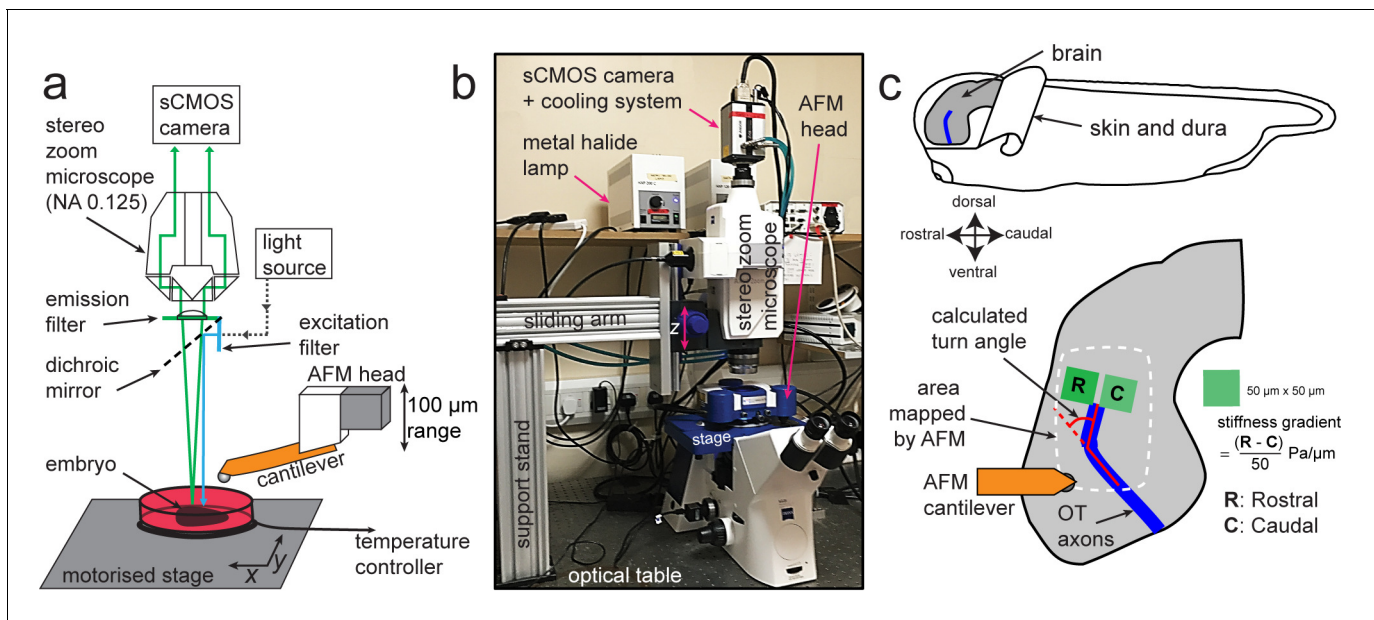 a
sCMOS
camera
stereo
zoom
microscope
(NA 0.125)
light
source
emission
filter
excitation
filter
dichroic
mirror
AFM head
100 µm
range
cantilever
embryo
temperature
controller
motorised stage
x
y
b
sCMOS camera
+ cooling system
AFM
head
metal halide
lamp
stereo zoom
microscope
sliding arm
z
stage
support stand
optical table
c
brain
skin and dura
dorsal
rostral
caudal
ventral
calculated
turn angle
area
mapped
by AFM
R
C
50 µm x 50 µm
stiffness gradient
= (R - C)
50
Pa/µm
AFM
cantilever
OT
axons
R: Rostral
C: Caudal